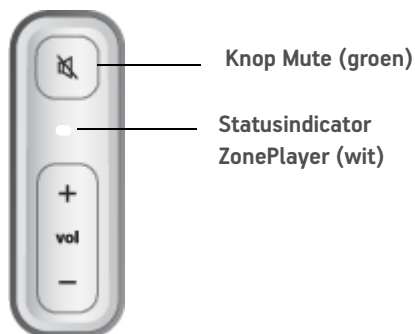 Knop Mute (groen)
Statusindicator
ZonePlayer (wit)
+
vol
−